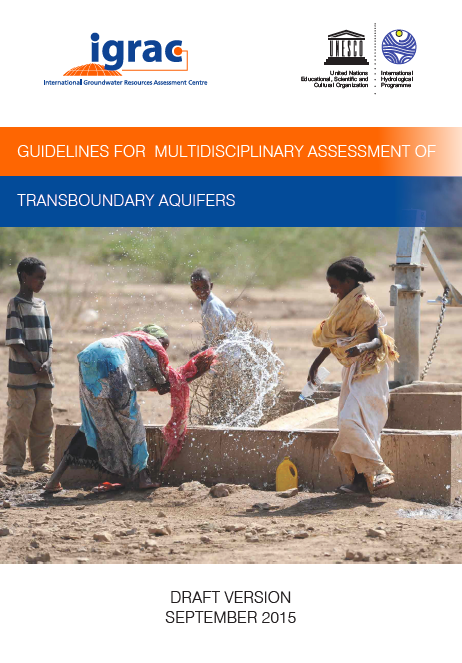 igrac
International Groundwater Resources Assessment Centre
UNESCO
United Nations
Educational, Scientific and
Cultural Organization
International
Hydrological
Programme
GUIDELINES FOR MULTIDISCIPLINARY ASSESSMENT OF
TRANSBOUNDARY AQUIFERS
DRAFT VERSION
SEPTEMBER 2015